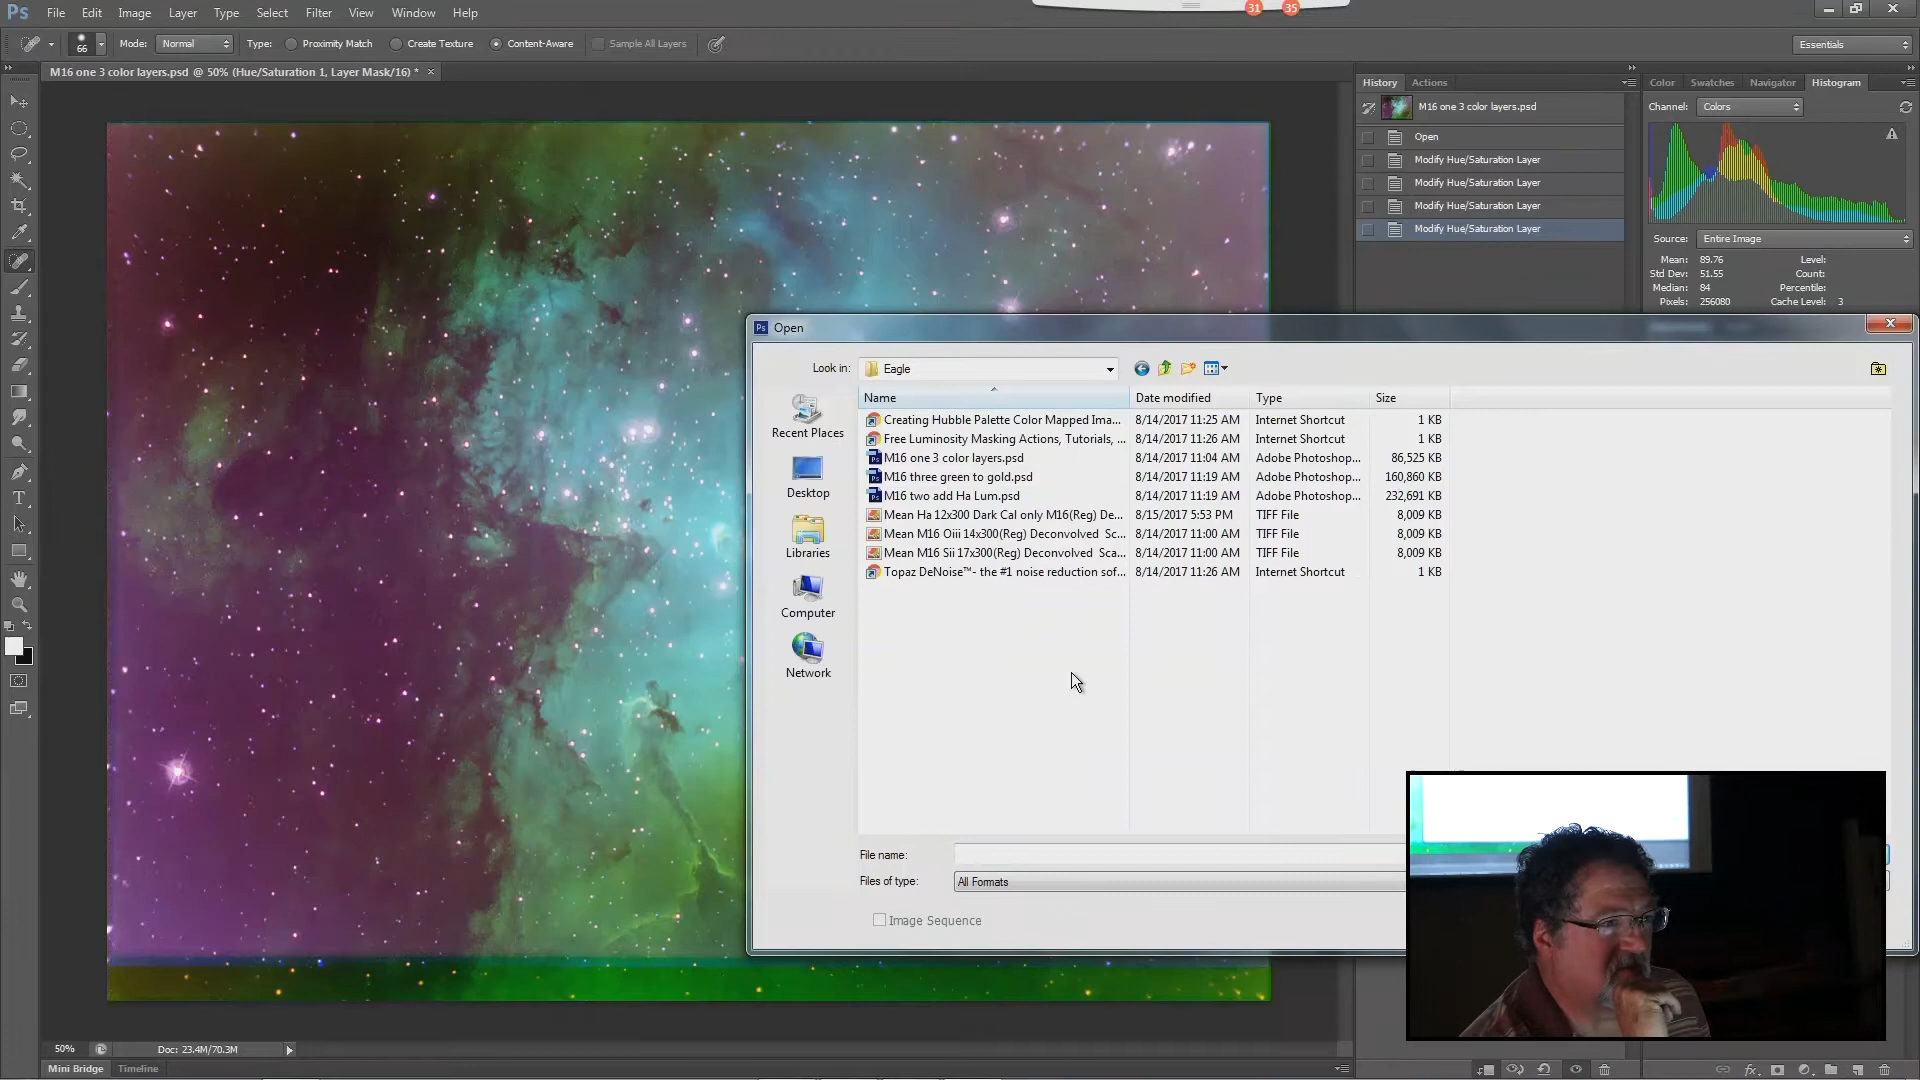 Ps File Edit Image Layer Type Select Filter View Window Help
31 35
66 Mode: Normal Type: Proximity Match Create Texture Content-Aware Sample All Layers Essentials
M16 one 3 color layers.psd @ 50% (Hue/Saturation 1, Layer Mask/16) * ×
History Actions
Color Swatches Navigator Histogram
M16 one 3 color layers.psd
Channel: Colors
Open
Modify Hue/Saturation Layer
Modify Hue/Saturation Layer
Modify Hue/Saturation Layer
Modify Hue/Saturation Layer
Source: Entire Image
Mean: 89.76 Level:
Std Dev: 51.55 Count:
Median: 84 Percentile:
Pixels: 256080 Cache Level: 3
Ps Open
Look in: Eagle
Name Date modified Type Size
Creating Hubble Palette Color Mapped Ima... 8/14/2017 11:25 AM Internet Shortcut 1 KB
Free Luminosity Masking Actions, Tutorials, ... 8/14/2017 11:26 AM Internet Shortcut 1 KB
M16 one 3 color layers.psd 8/14/2017 11:04 AM Adobe Photoshop... 86,525 KB
M16 three green to gold.psd 8/14/2017 11:19 AM Adobe Photoshop... 160,860 KB
M16 two add Ha Lum.psd 8/14/2017 11:19 AM Adobe Photoshop... 232,691 KB
Mean Ha 12x300 Dark Cal only M16(Reg) De... 8/15/2017 5:53 PM TIFF File 8,009 KB
Mean M16 Oiii 14x300(Reg) Deconvolved Sc... 8/14/2017 11:00 AM TIFF File 8,009 KB
Mean M16 Sii 17x300(Reg) Deconvolved Sca... 8/14/2017 11:00 AM TIFF File 8,009 KB
Topaz DeNoise™- the #1 noise reduction sof... 8/14/2017 11:26 AM Internet Shortcut 1 KB
Recent Places
Desktop
Libraries
Computer
Network
File name:
Files of type: All Formats
Image Sequence
50% Doc: 23.4M/70.3M
Mini Bridge Timeline
fx